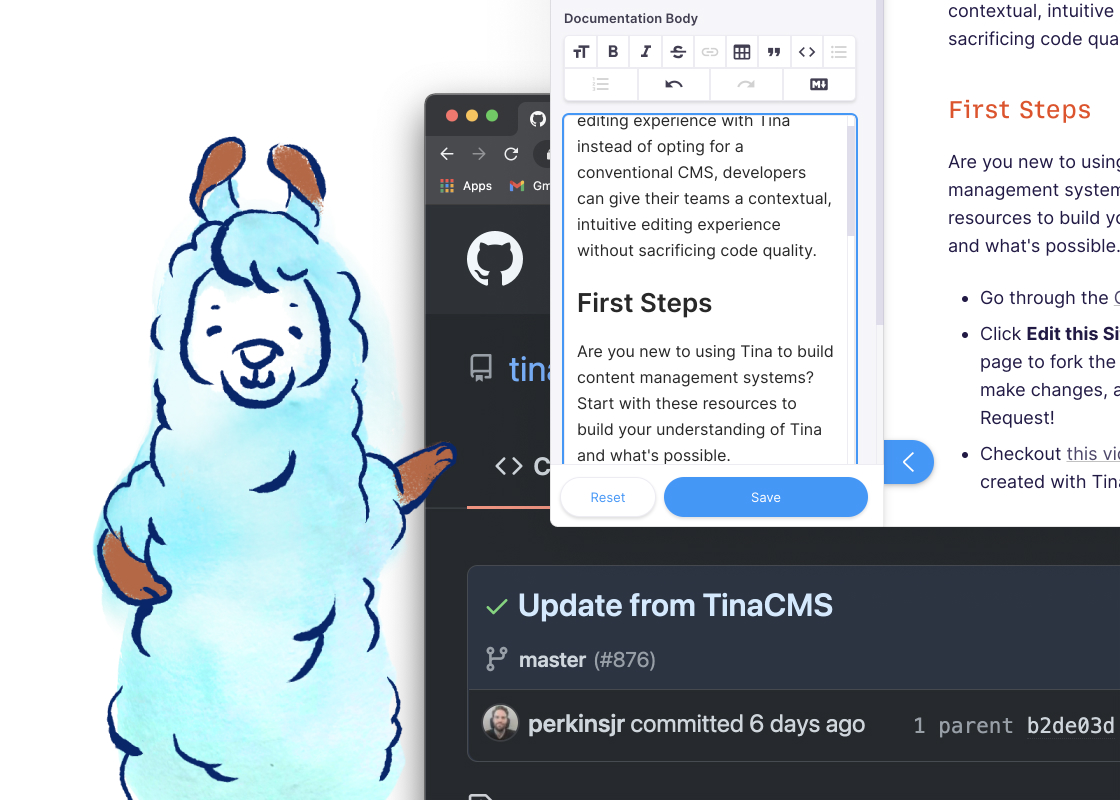 Documentation Body
B
M
editing experience with Tina
instead of opting for a
conventional CMS, developers
can give their teams a contextual,
intuitive editing experience
without sacrificing code quality.
First Steps
Are you new to using Tina to build
content management systems?
Start with these resources to
build your understanding of Tina
and what's possible.
Reset
Save
contextual, intuitive
sacrificing code qua
First Steps
Are you new to using
management system
resources to build yo
and what's possible.
Go through the
Click Edit this Si
page to fork the
make changes, a
Request!
Checkout this vid
created with Tina
Apps
Gm
tina
C
Update from TinaCMS
master (#876)
perkinsjr committed 6 days ago
1 parent b2de03d